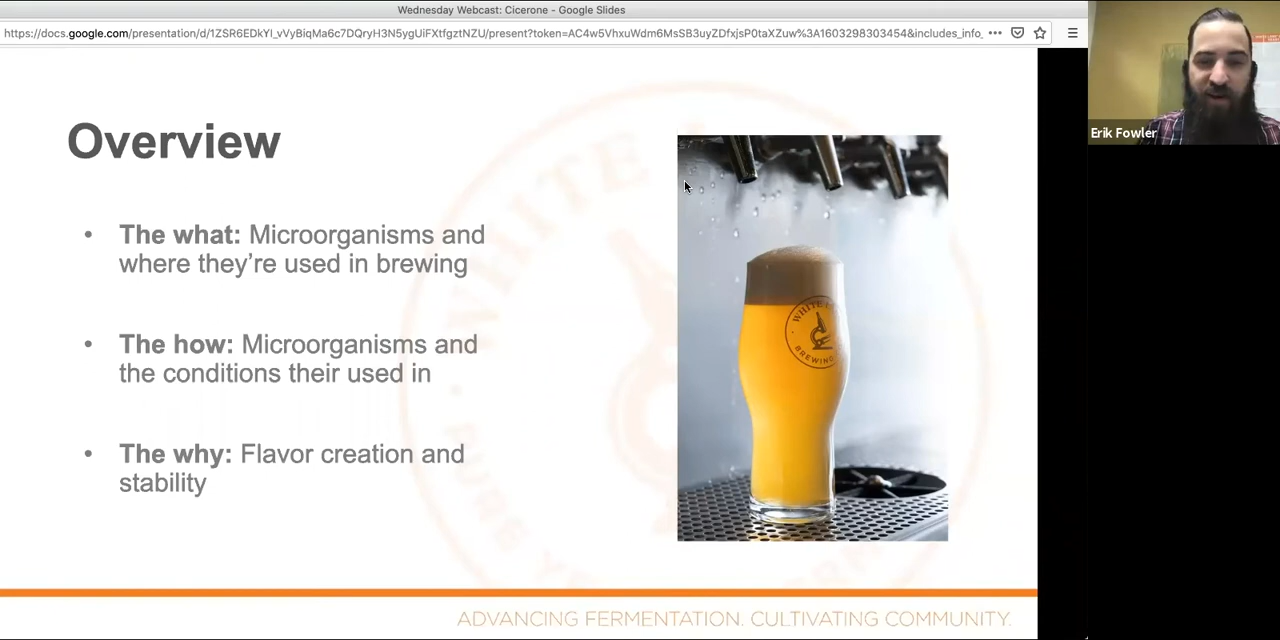 Wednesday Webcast: Cicerone - Google Slides
https://docs.google.com/presentation/d/1ZSR6EDkYl_vVyBiqMa6c7DQryH3N5ygUiFXtfgztNZU/present?token=AC4w5VhxuWdm6MsSB3uyZDfxjsP0taXZuw%3A1603298303454&includes_info_
Erik Fowler
Overview
• The what: Microorganisms and
where they're used in brewing
• The how: Microorganisms and
the conditions their used in
• The why: Flavor creation and
stability
WHITE
BREWING
ADVANCING FERMENTATION. CULTIVATING COMMUNITY.